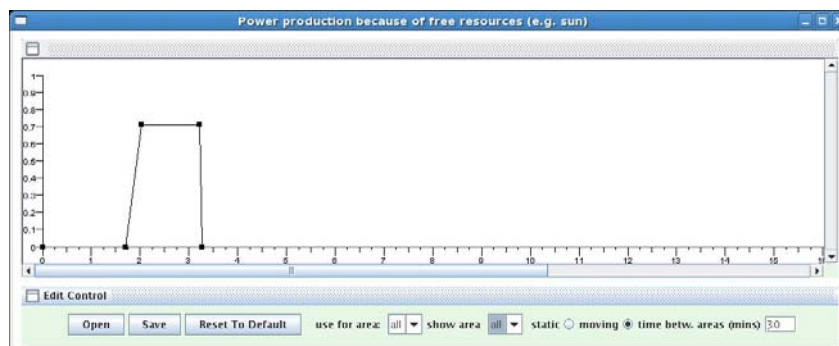 Power production because of free resources (e.g. sun)
1
0.9
0.8
0.7
0.6
0.5
0.4
0.3
0.2
0.1
0
0 1 2 3 4 5 6 7 8 9 10 11 12 13 14 15 16
Edit Control
Open Save Reset To Default use for area: all show area all static moving time betw. areas (mins) 30